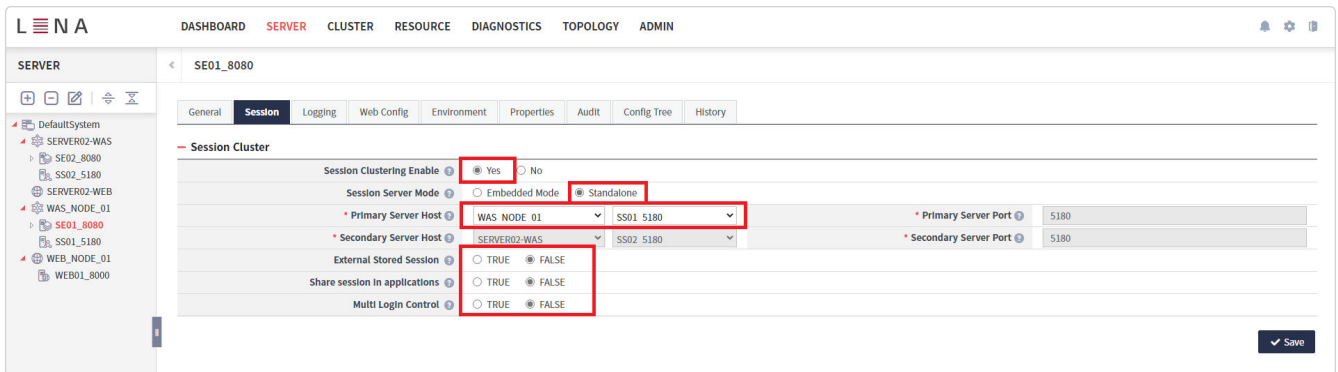 LENA DASHBOARD SERVER CLUSTER RESOURCE DIAGNOSTICS TOPOLOGY ADMIN
SERVER
SE01_8080
DefaultSystem
SERVER02-WAS
SE02_8080
SS02_5180
SERVER02-WEB
WAS_NODE_01
SE01_8080
SS01_5180
WEB_NODE_01
WEB01_8000
General Session Logging Web Config Environment Properties Audit Config Tree History
Session Cluster
Session Clustering Enable ? Yes No
Session Server Mode ? Embedded Mode Standalone
* Primary Server Host ? WAS_NODE_01 SS01_5180 * Primary Server Port ? 5180
* Secondary Server Host ? SERVER02-WAS SS02_5180 * Secondary Server Port ? 5180
External Stored Session ? TRUE FALSE
Share session in applications ? TRUE FALSE
Multi Login Control ? TRUE FALSE
Save